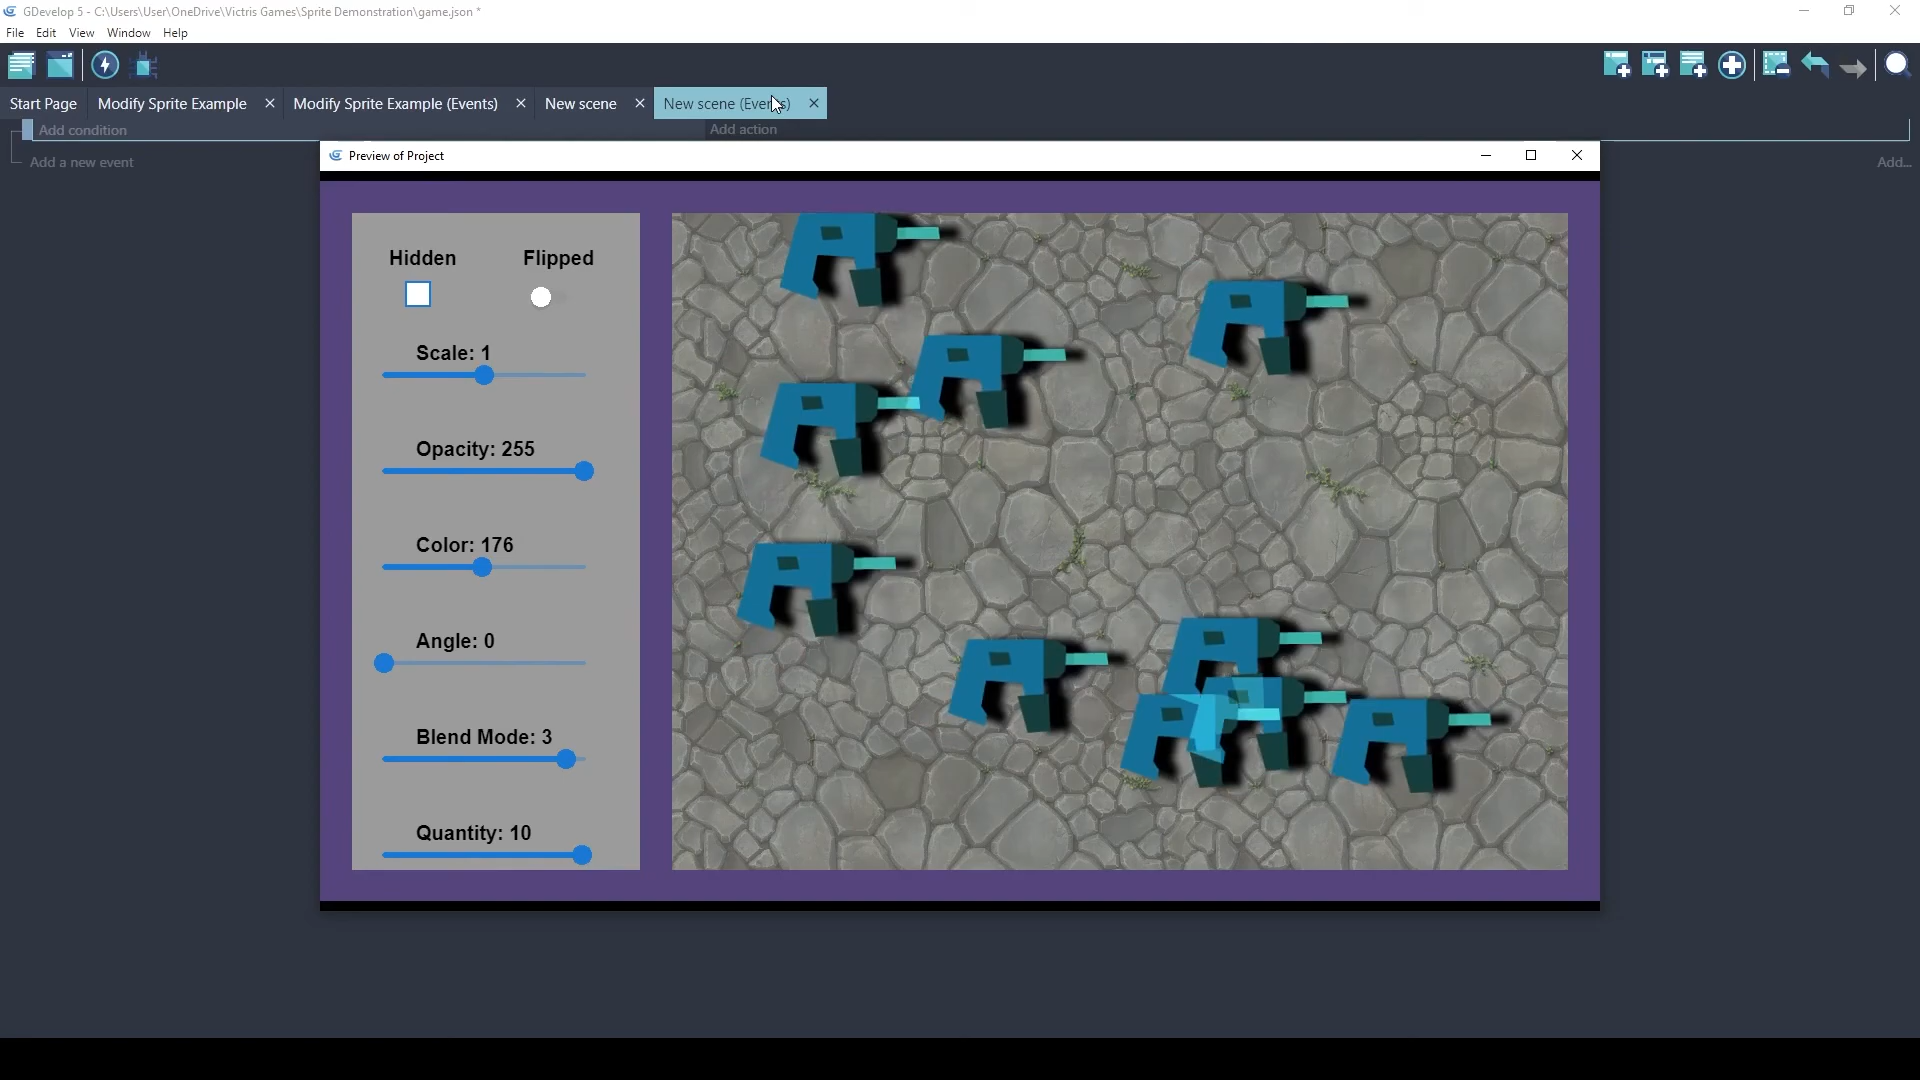 GDevelop 5 - C:\Users\User\OneDrive\Victris Games\Sprite Demonstration\game.json *
File Edit View Window Help
Start Page Modify Sprite Example Modify Sprite Example (Events) New scene New scene (Events)
Add condition Add action
Add a new event Add...
Preview of Project
Hidden Flipped
Scale: 1
Opacity: 255
Color: 176
Angle: 0
Blend Mode: 3
Quantity: 10